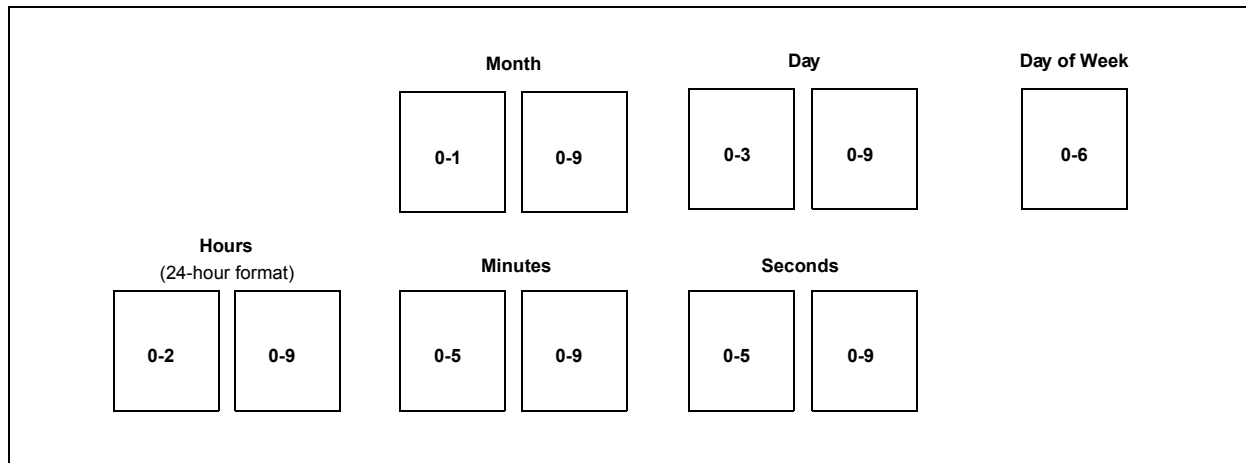 Month Day Day of Week
0-1 0-9 0-3 0-9 0-6
Hours
(24-hour format)
Minutes Seconds
0-2 0-9 0-5 0-9 0-5 0-9